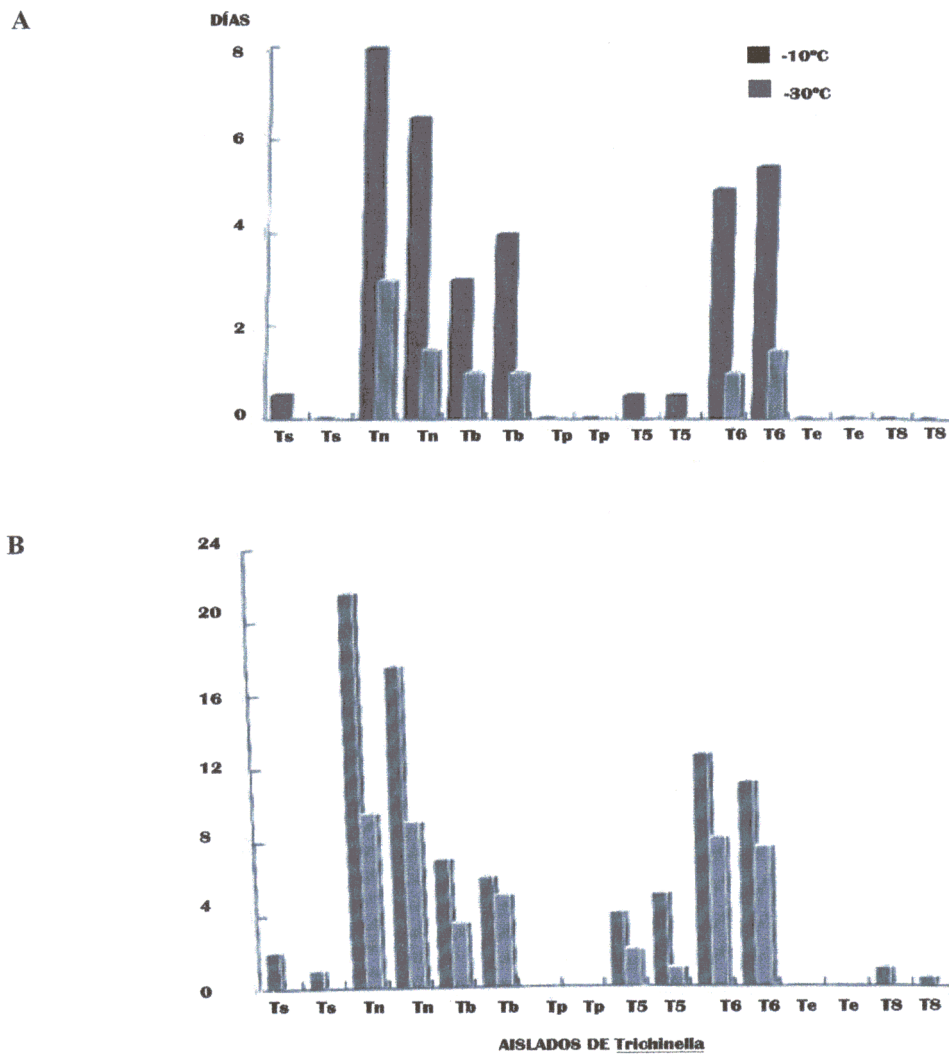 A
DÍAS
8
6
4
2
0
-10ºC
-30ºC
Ts Ts Tn Tn Tb Tb Tp Tp T5 T5 T6 T6 Te Te T8 T8
B
24
20
16
12
8
4
0
Ts Ts Tn Tn Tb Tb Tp Tp T5 T5 T6 T6 Te Te T8 T8
AISLADOS DE Trichinella